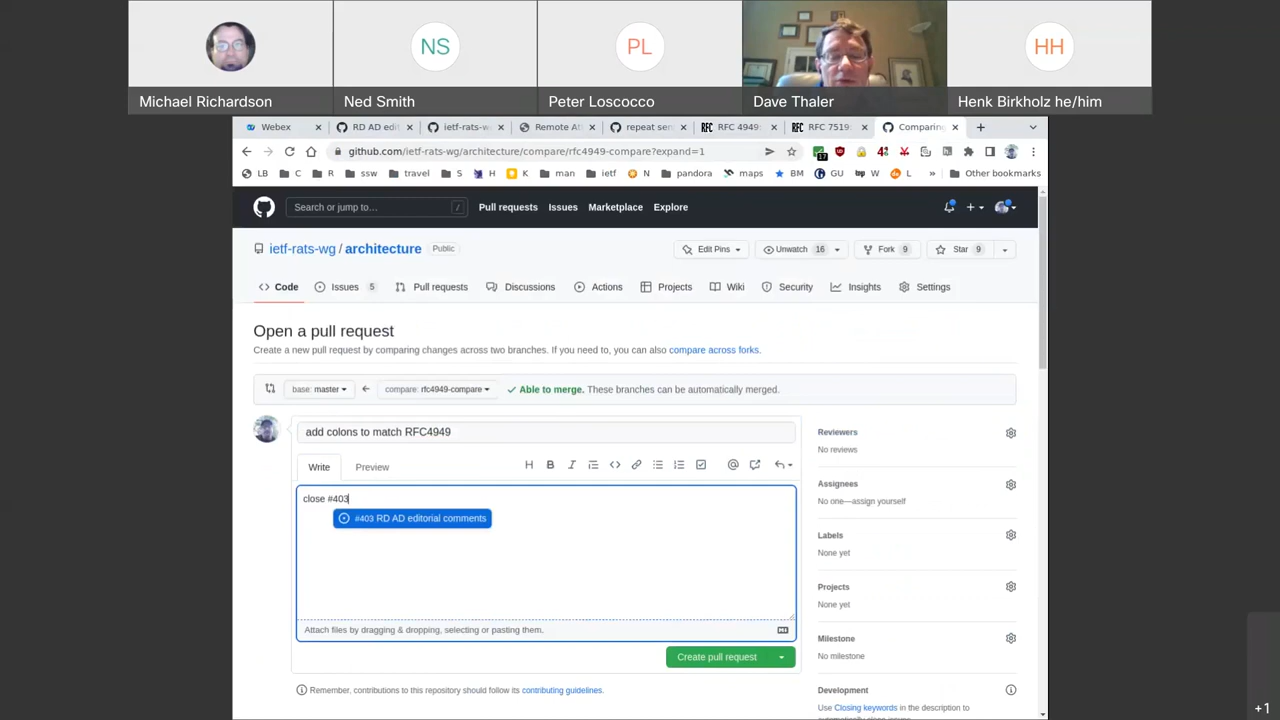 NS
PL
HH
Michael Richardson
Ned Smith
Peter Loscocco
Dave Thaler
Henk Birkholz he/him
Webex
RD AD edit
ietf-rats-w
Remote At
repeat sen
RFC 4949
RFC 7519
Comparing
github.com/ietf-rats-wg/architecture/compare/rfc4949-compare?expand=1
17
LB
C
R
ssw
travel
S
H
K
man
ietf
N
pandora
maps
BM
GU
W
L
»
Other bookmarks
Search or jump to…
/
Pull requests
Issues
Marketplace
Explore
ietf-rats-wg / architecture
Public
Edit Pins
Unwatch 16
Fork 9
Star 9
Code
Issues 5
Pull requests
Discussions
Actions
Projects
Wiki
Security
Insights
Settings
Open a pull request
Create a new pull request by comparing changes across two branches. If you need to, you can also compare across forks.
base: master
compare: rfc4949-compare
Able to merge. These branches can be automatically merged.
add colons to match RFC4949
Write
Preview
close #403
#403 RD AD editorial comments
Attach files by dragging & dropping, selecting or pasting them.
Create pull request
Remember, contributions to this repository should follow its contributing guidelines.
Reviewers
No reviews
Assignees
No one—assign yourself
Labels
None yet
Projects
None yet
Milestone
No milestone
Development
Use Closing keywords in the description to
+1